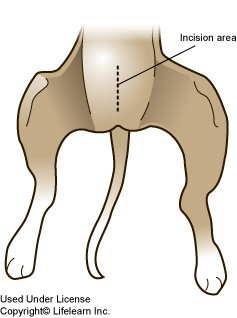 Incision area
Used Under License
Copyright© Lifelearn Inc.